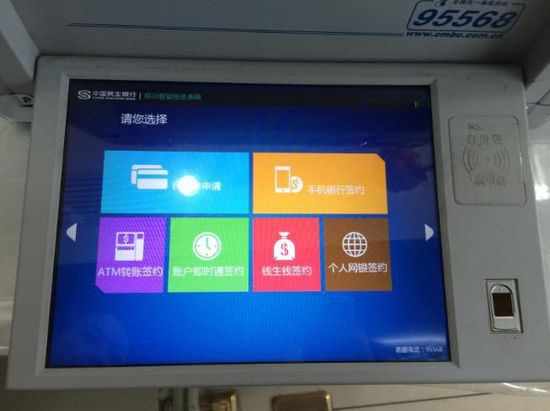 95568
www.cmbc.com.cn
中国民生银行
移动智能柜员系统
请您选择
申请
手机银行签约
ATM转账签约
账户即时通签约
钱生钱签约
个人网银签约
客服电话：95568